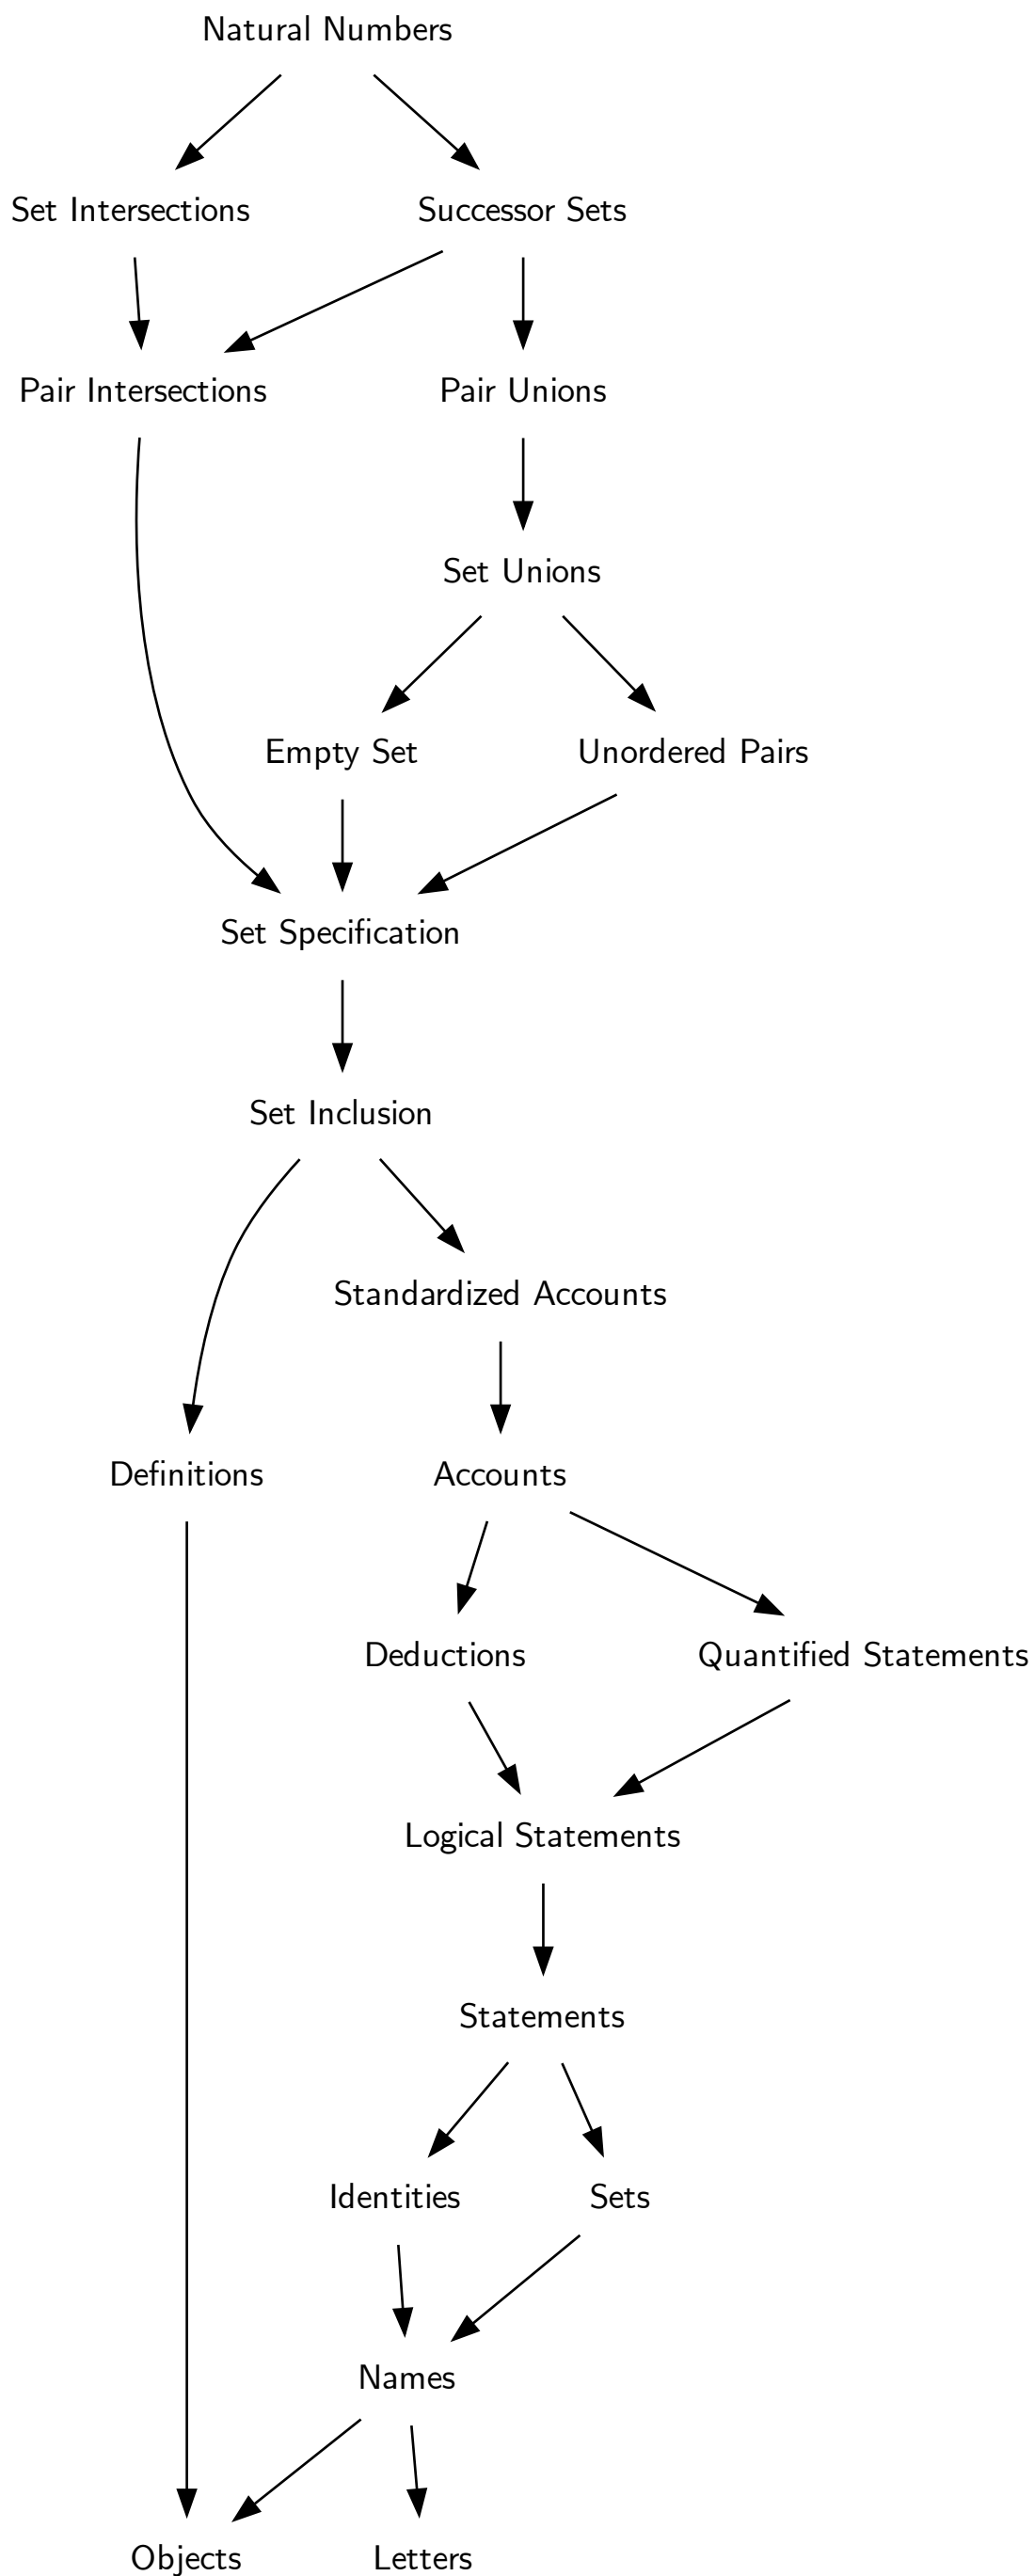 Natural Numbers
Set Intersections
Successor Sets
Pair Intersections
Pair Unions
Set Unions
Empty Set
Unordered Pairs
Set Specification
Set Inclusion
Standardized Accounts
Definitions
Accounts
Deductions
Quantified Statements
Logical Statements
Statements
Identities
Sets
Names
Objects
Letters